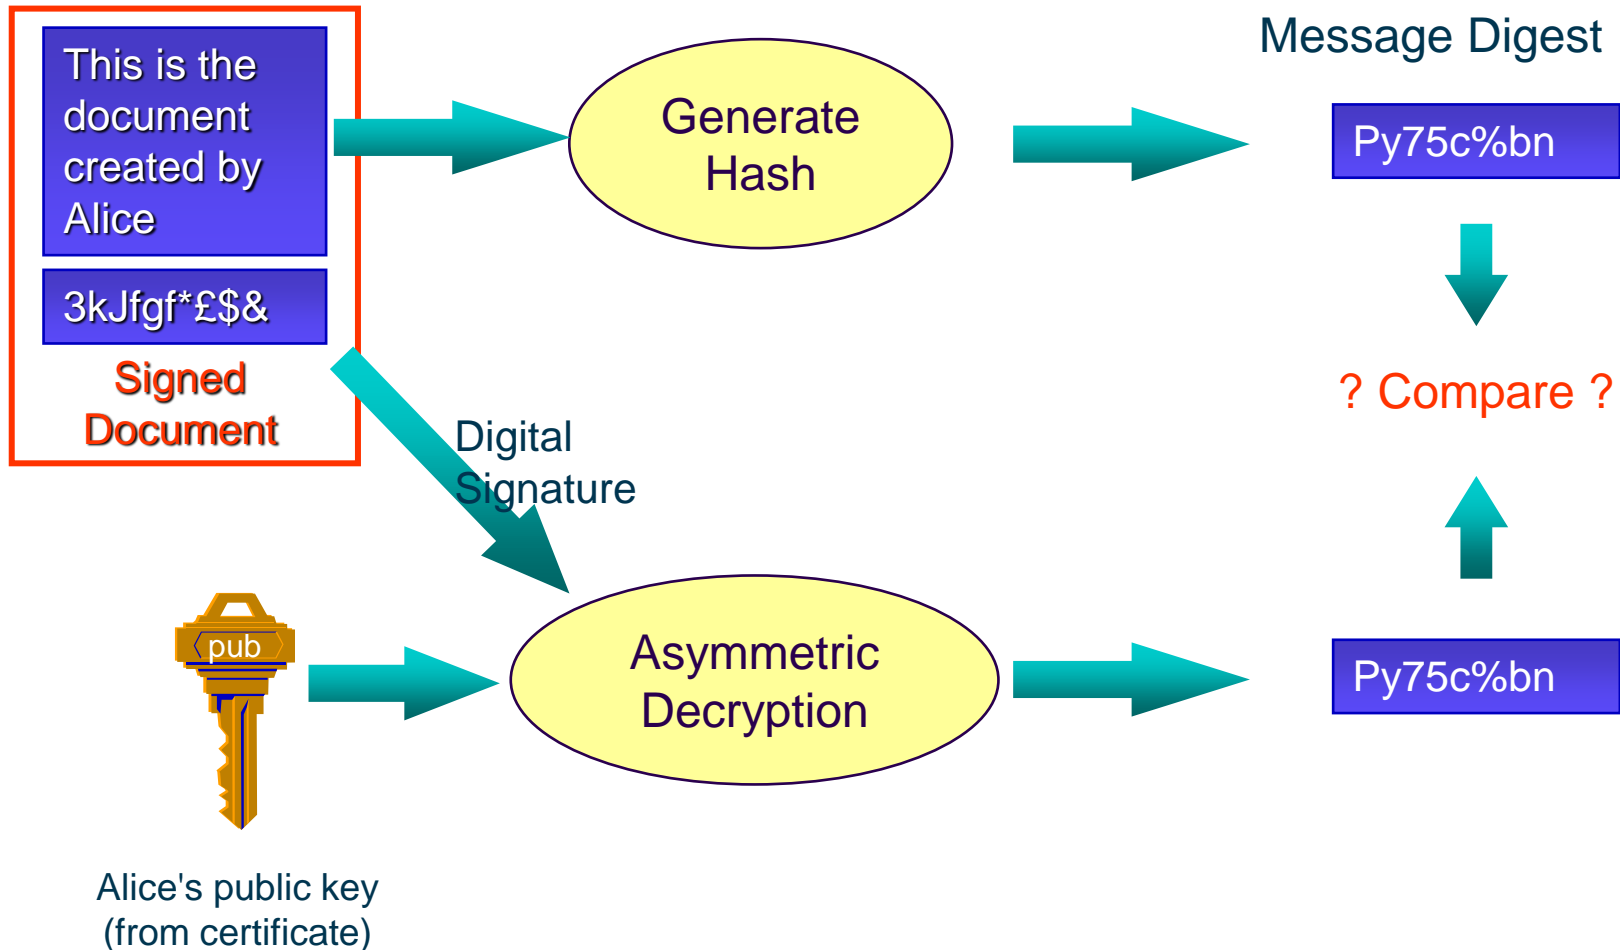 This is the
document
created by
Alice
3kJfgf*£$&
Signed
Document
Generate
Hash
Message Digest
Py75c%bn
? Compare ?
Digital
Signature
pub
Asymmetric
Decryption
Py75c%bn
Alice's public key
(from certificate)